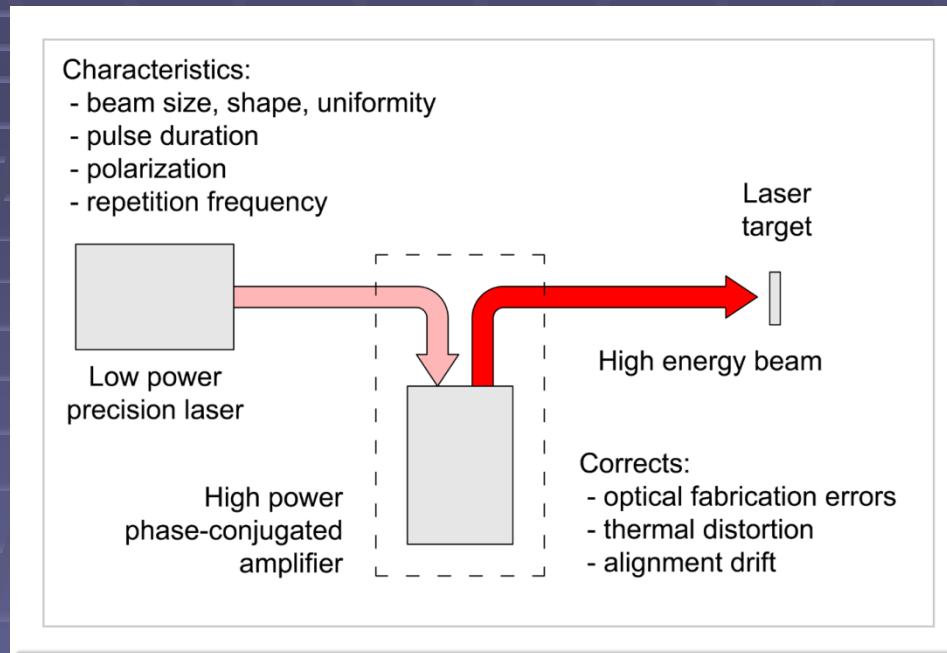 Characteristics:
- beam size, shape, uniformity
- pulse duration
- polarization
- repetition frequency
Laser
target
Low power
precision laser
High energy beam
High power
phase-conjugated
amplifier
Corrects:
- optical fabrication errors
- thermal distortion
- alignment drift